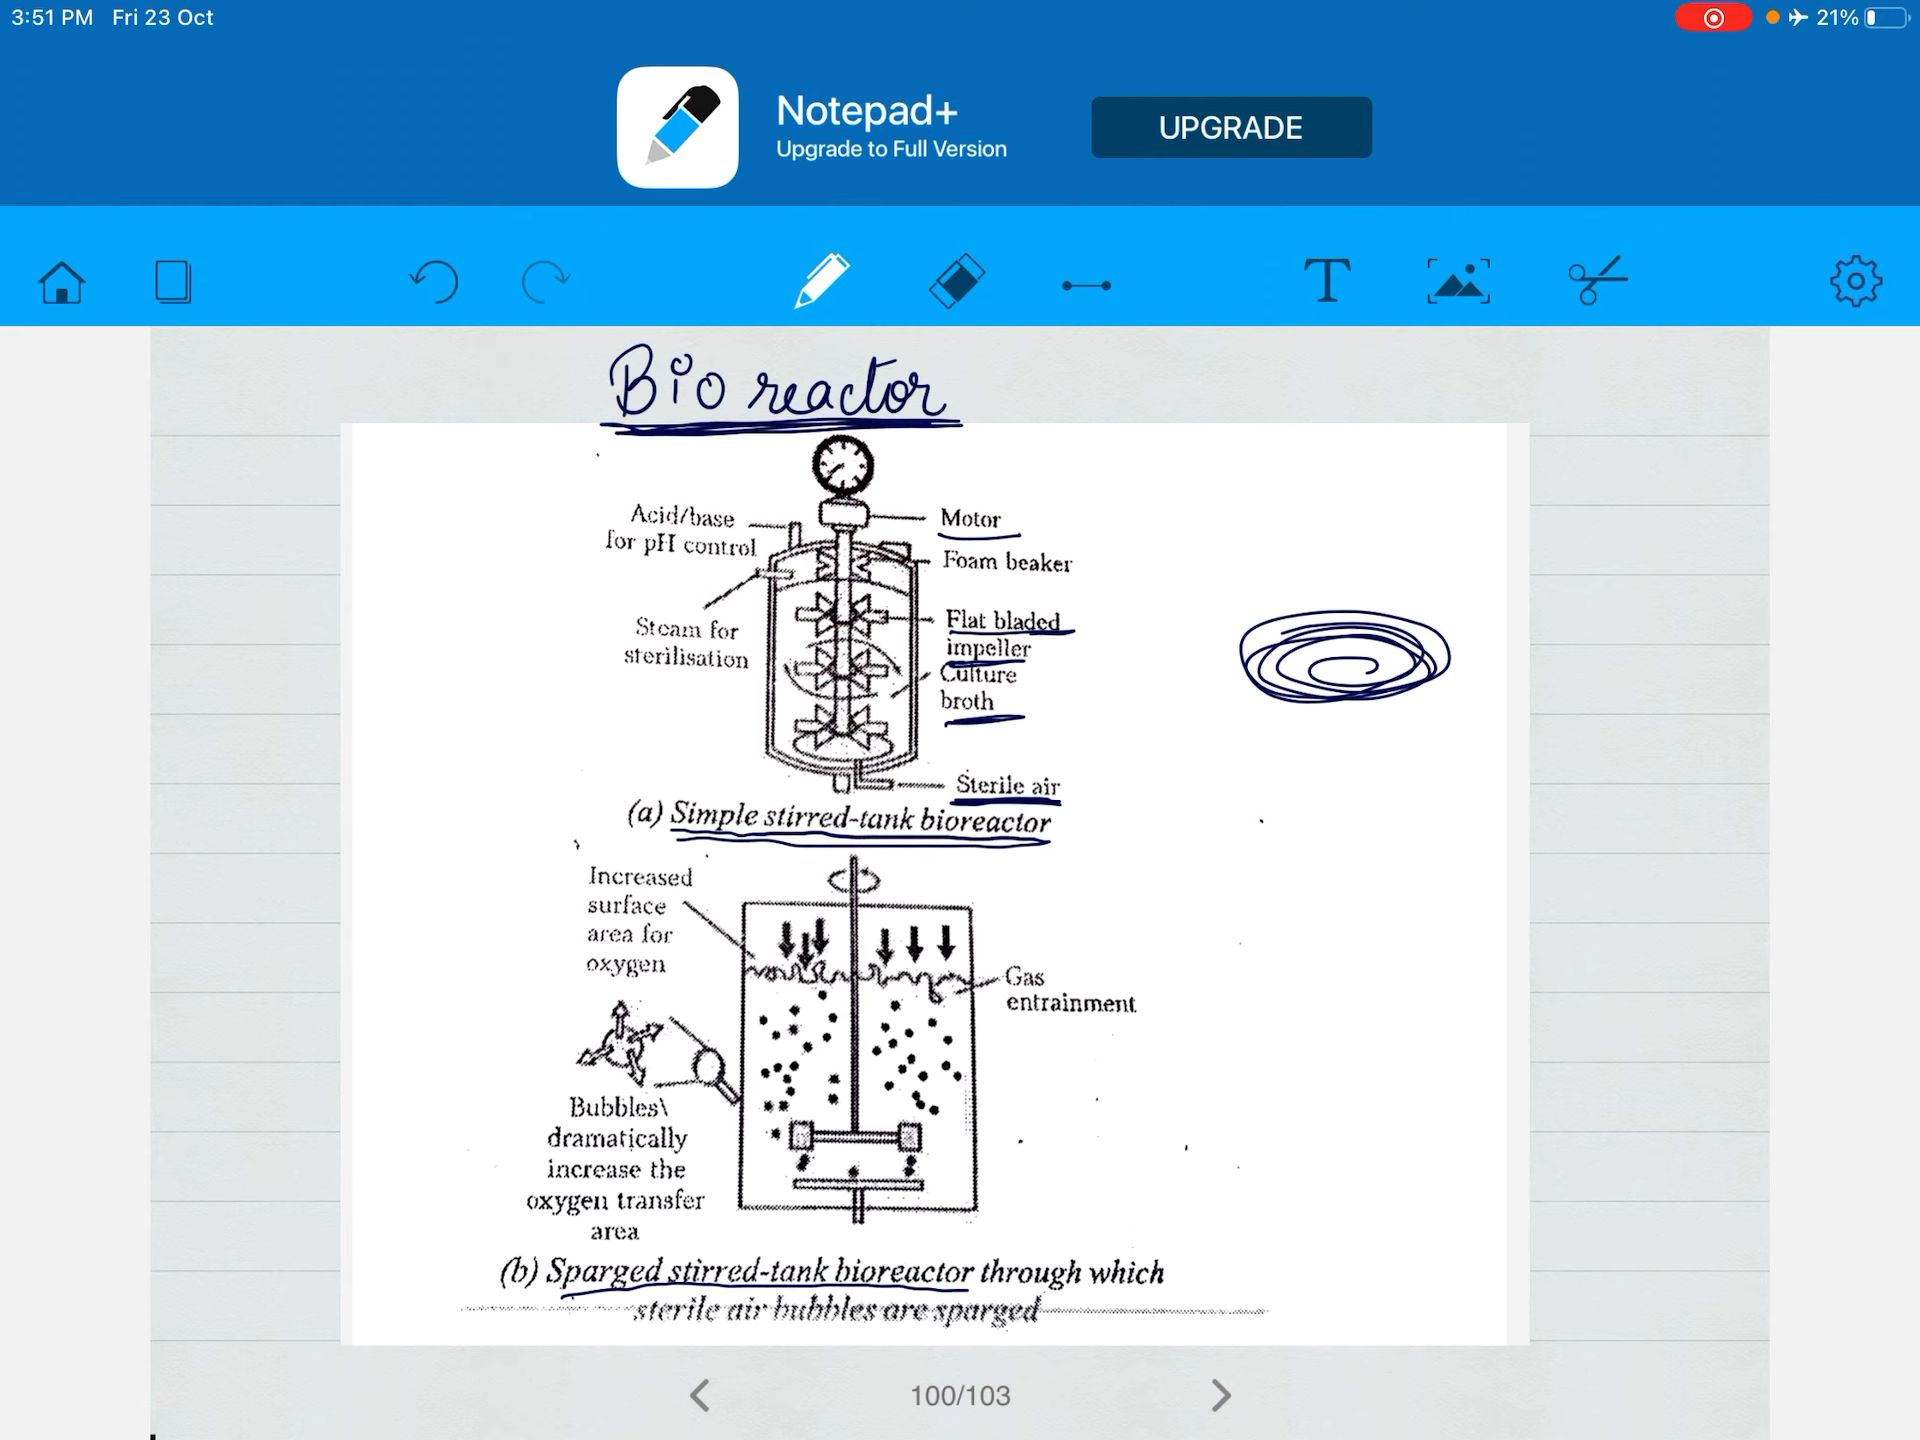 3:51 PM Fri 23 Oct
21%
Notepad+
Upgrade to Full Version
UPGRADE
T
Bio reactor
Acid/base
for pH control
Motor
Foam beaker
Steam for
sterilisation
Flat bladed
impeller
Culture
broth
Sterile air
(a) Simple stirred-tank bioreactor
Increased
surface
area for
oxygen
Gas
entrainment
Bubbles\
dramatically
increase the
oxygen transfer
area
(b) Sparged stirred-tank bioreactor through which
sterile air bubbles are sparged
100/103